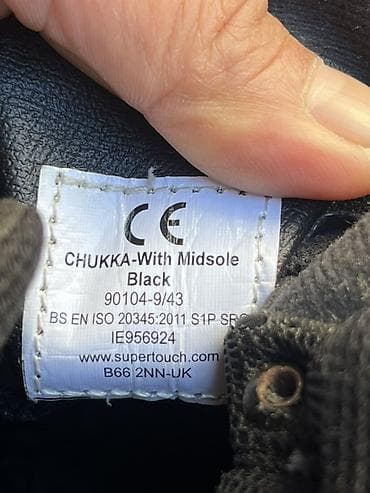 CE
CHUKKA-With Midsole
Black
90104-9/43
BS EN ISO 20345:2011 S1P
IE956924
www.supertouch.com
B66 2NN-UK